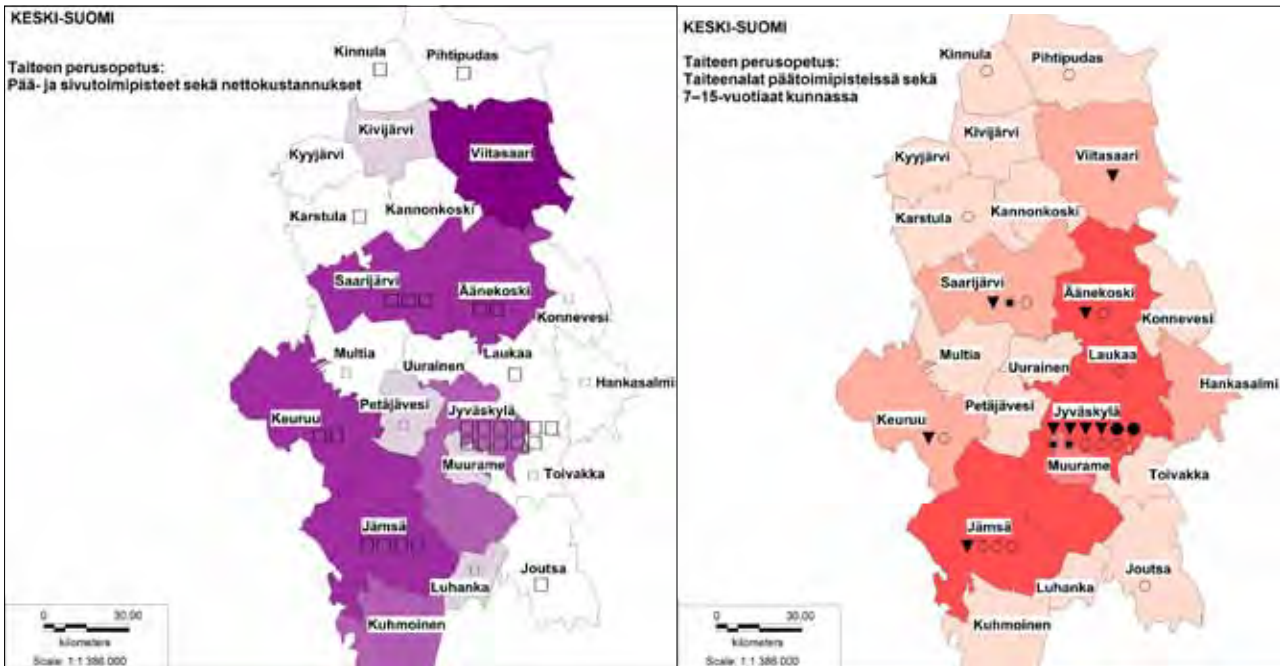 KESKI-SUOMI
Taiteen perusopetus:
Pää- ja sivutoimipisteet sekä nettokustannukset
Kinnula
Pihtipudas
Kivijärvi
Kyyjärvi
Viitasaari
Karstula
Kannonkoski
Saarijärvi
Äänekoski
Konnevesi
Multia
Uurainen
Laukaa
Hankasalmi
Petäjävesi
Keuruu
Jyväskylä
Muurame
Toivakka
Jämsä
Luhanka
Joutsa
Kuhmoinen
0 30,00
kilometers
Scale: 1:1 386 000
KESKI-SUOMI
Taiteen perusopetus:
Taiteenalat päätoimipisteissä sekä
7–15-vuotiaat kunnassa
Kinnula
Pihtipudas
Kivijärvi
Kyyjärvi
Viitasaari
Karstula
Kannonkoski
Saarijärvi
Äänekoski
Konnevesi
Multia
Uurainen
Laukaa
Hankasalmi
Petäjävesi
Keuruu
Jyväskylä
Muurame
Toivakka
Jämsä
Luhanka
Joutsa
Kuhmoinen
0 30,00
kilometers
Scale: 1:1 386 000